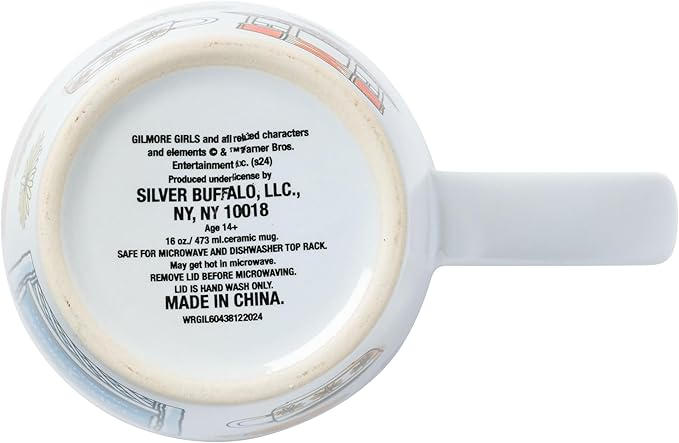 GILMORE GIRLS and all related characters
and elements © & ™ Warner Bros.
Entertainment Inc. (s24)
Produced under license by
SILVER BUFFALO, LLC.,
NY, NY 10018
Age 14+
16 oz./ 473 ml.ceramic mug.
SAFE FOR MICROWAVE AND DISHWASHER TOP RACK.
May get hot in microwave.
REMOVE LID BEFORE MICROWAVING.
LID IS HAND WASH ONLY.
MADE IN CHINA.
WRGIL60438122024